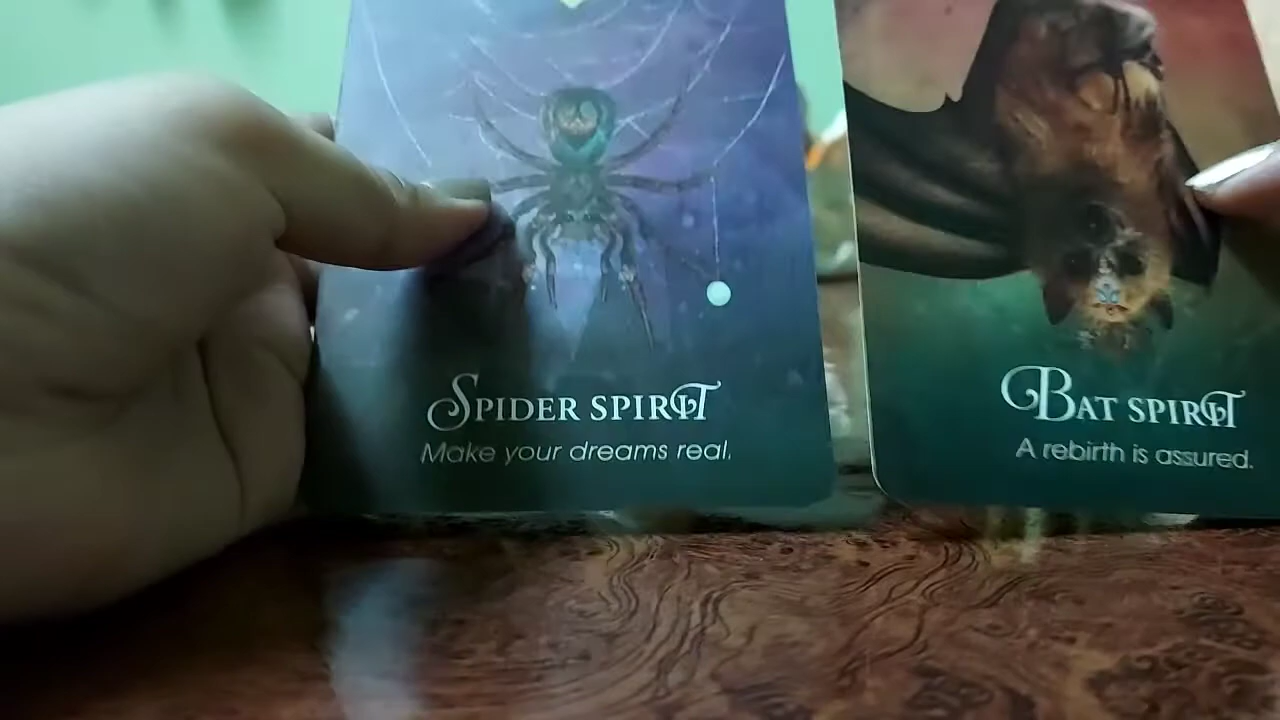 SPIDER SPIRIT
Make your dreams real.
BAT SPIRIT
A rebirth is assured.